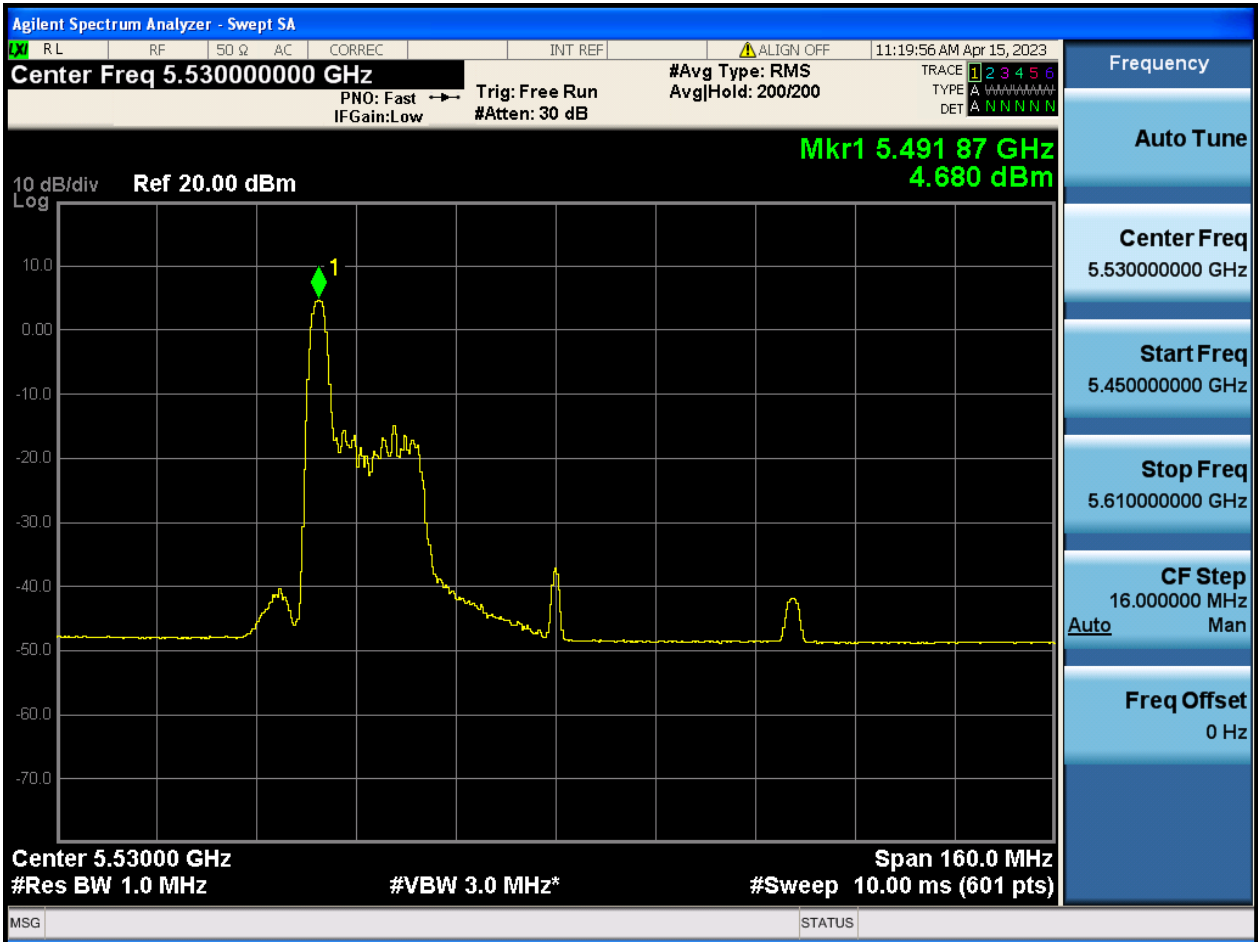 Agilent Spectrum Analyzer - Swept SA
LXI RL RF 50 Ω AC CORREC INT REF ALIGN OFF 11:19:56 AM Apr 15, 2023
Center Freq 5.530000000 GHz
PNO: Fast
IFGain:Low
Trig: Free Run
#Atten: 30 dB
#Avg Type: RMS
Avg|Hold: 200/200
TRACE 1 2 3 4 5 6
TYPE A WWWWW
DET A N N N N N
Mkr1 5.491 87 GHz
4.680 dBm
10 dB/div Ref 20.00 dBm
Log
10.0
0.00
-10.0
-20.0
-30.0
-40.0
-50.0
-60.0
-70.0
1
Center 5.53000 GHz
Span 160.0 MHz
#Res BW 1.0 MHz
#VBW 3.0 MHz*
#Sweep 10.00 ms (601 pts)
MSG
STATUS
Frequency
Auto Tune
Center Freq
5.530000000 GHz
Start Freq
5.450000000 GHz
Stop Freq
5.610000000 GHz
CF Step
16.000000 MHz
Auto Man
Freq Offset
0 Hz